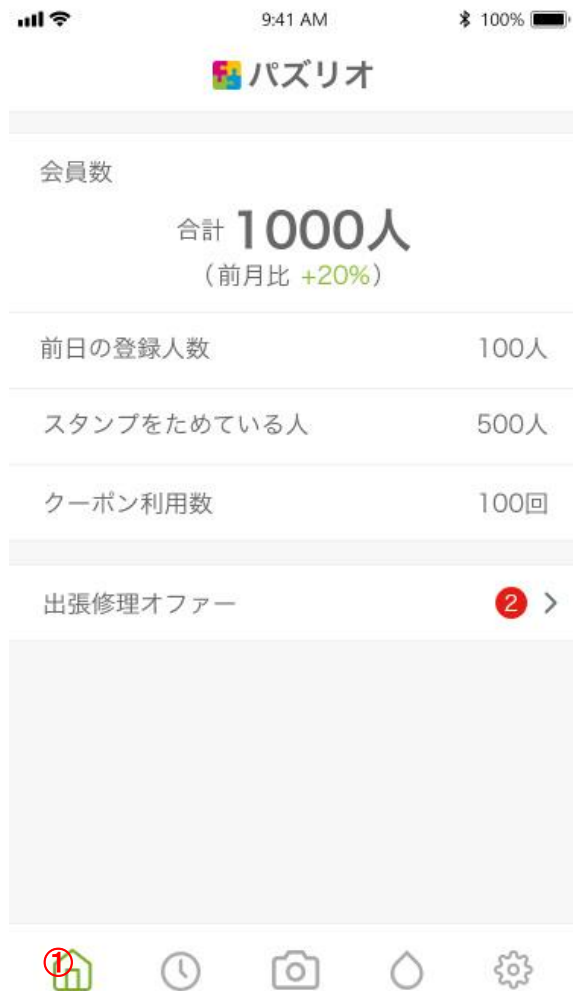 9:41 AM 100%
パズリオ
会員数
合計 1000人
（前月比 +20%）
前日の登録人数 100人
スタンプをためている人 500人
クーポン利用数 100回
出張修理オファー 2 >
①